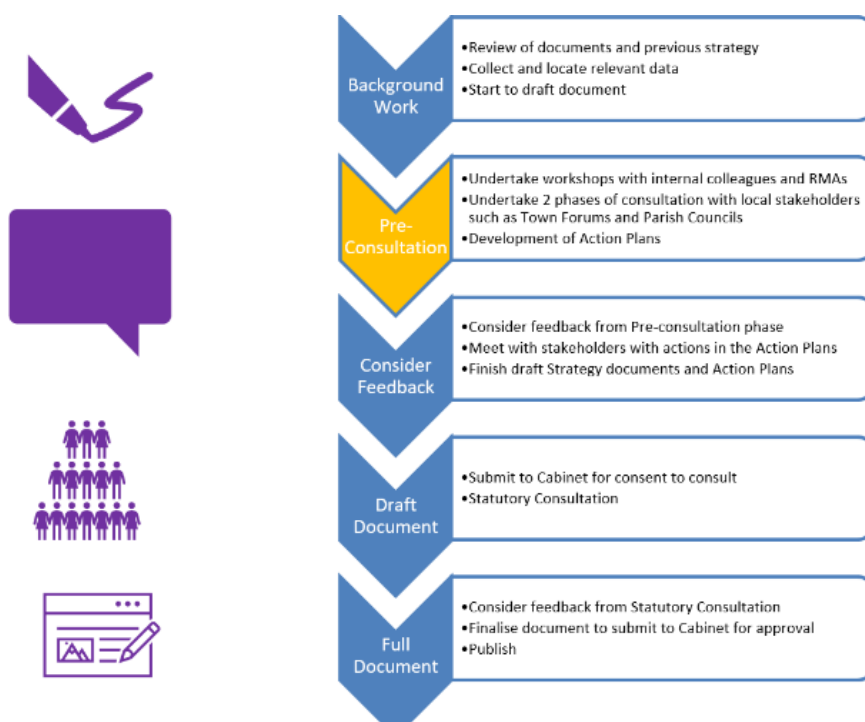 Background
Work
•Review of documents and previous strategy
•Collect and locate relevant data
•Start to draft document
Pre-
Consultation
•Undertake workshops with internal colleagues and RMAs
•Undertake 2 phases of consultation with local stakeholders
such as Town Forums and Parish Councils
•Development of Action Plans
Consider
Feedback
•Consider feedback from Pre-consultation phase
•Meet with stakeholders with actions in the Action Plans
•Finish draft Strategy documents and Action Plans
Draft
Document
•Submit to Cabinet for consent to consult
•Statutory Consultation
Full
Document
•Consider feedback from Statutory Consultation
•Finalise document to submit to Cabinet for approval
•Publish